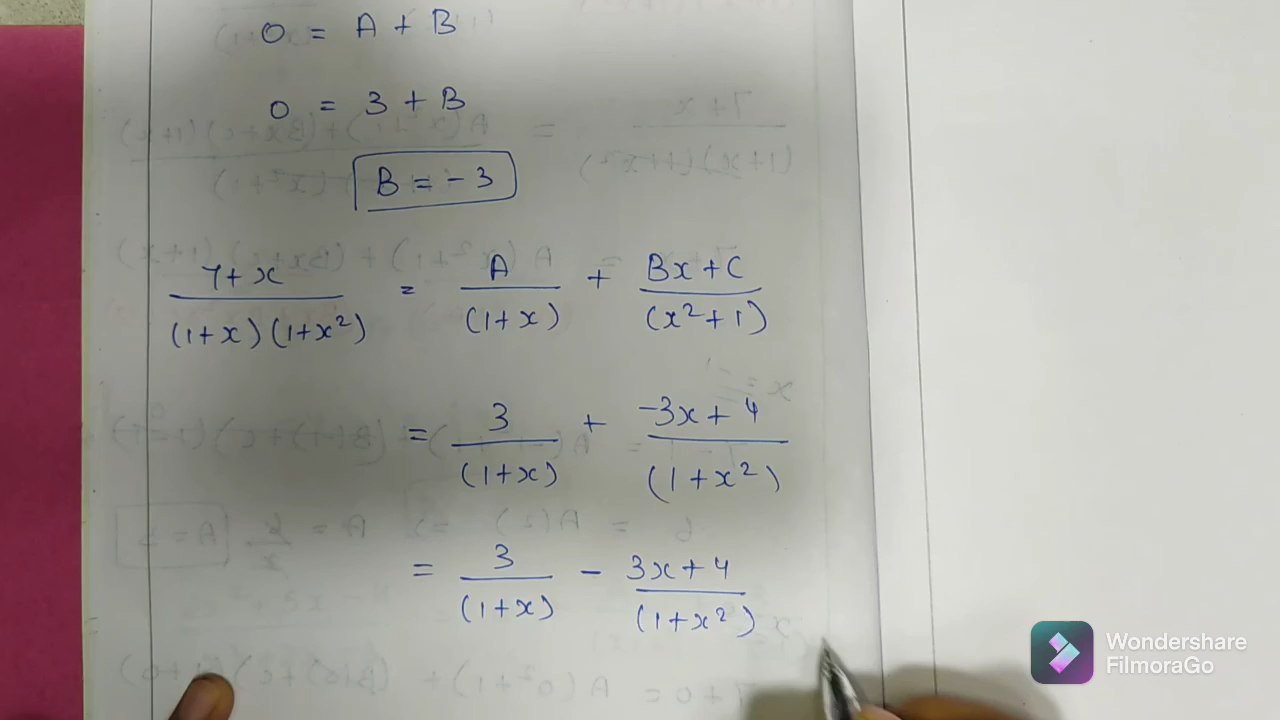 0 = A + B
0 = 3 + B
B = - 3
7+x / (1+x)(1+x²) = A / (1+x) + Bx+C / (x²+1)
= 3 / (1+x) + -3x+4 / (1+x²)
= 3 / (1+x) - 3x+4 / (1+x²)
Wondershare
FilmoraGo